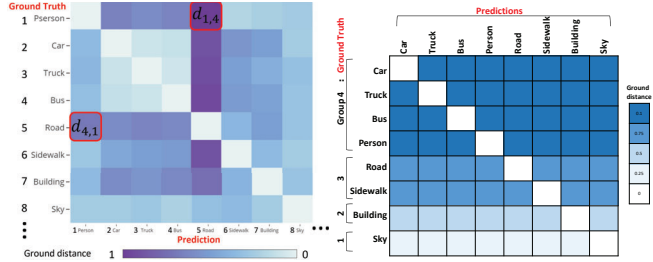 Ground Truth
1 Pserson
2 Car
3 Truck
4 Bus
5 Road
6 Sidewalk
7 Building
8 Sky
d1,4
d4,1
1 Person 2 Car 3 Truck 4 Bus 5 Road 6 Sidewalk 7 Building 8 Sky
Prediction
Ground distance 1 0
Predictions
Ground Truth
Car Truck Bus Person Road Sidewalk Building Sky
Group 4 :
3
2
1
Car
Truck
Bus
Person
Road
Sidewalk
Building
Sky
Ground
distance
0.75
0.5
0.25
0